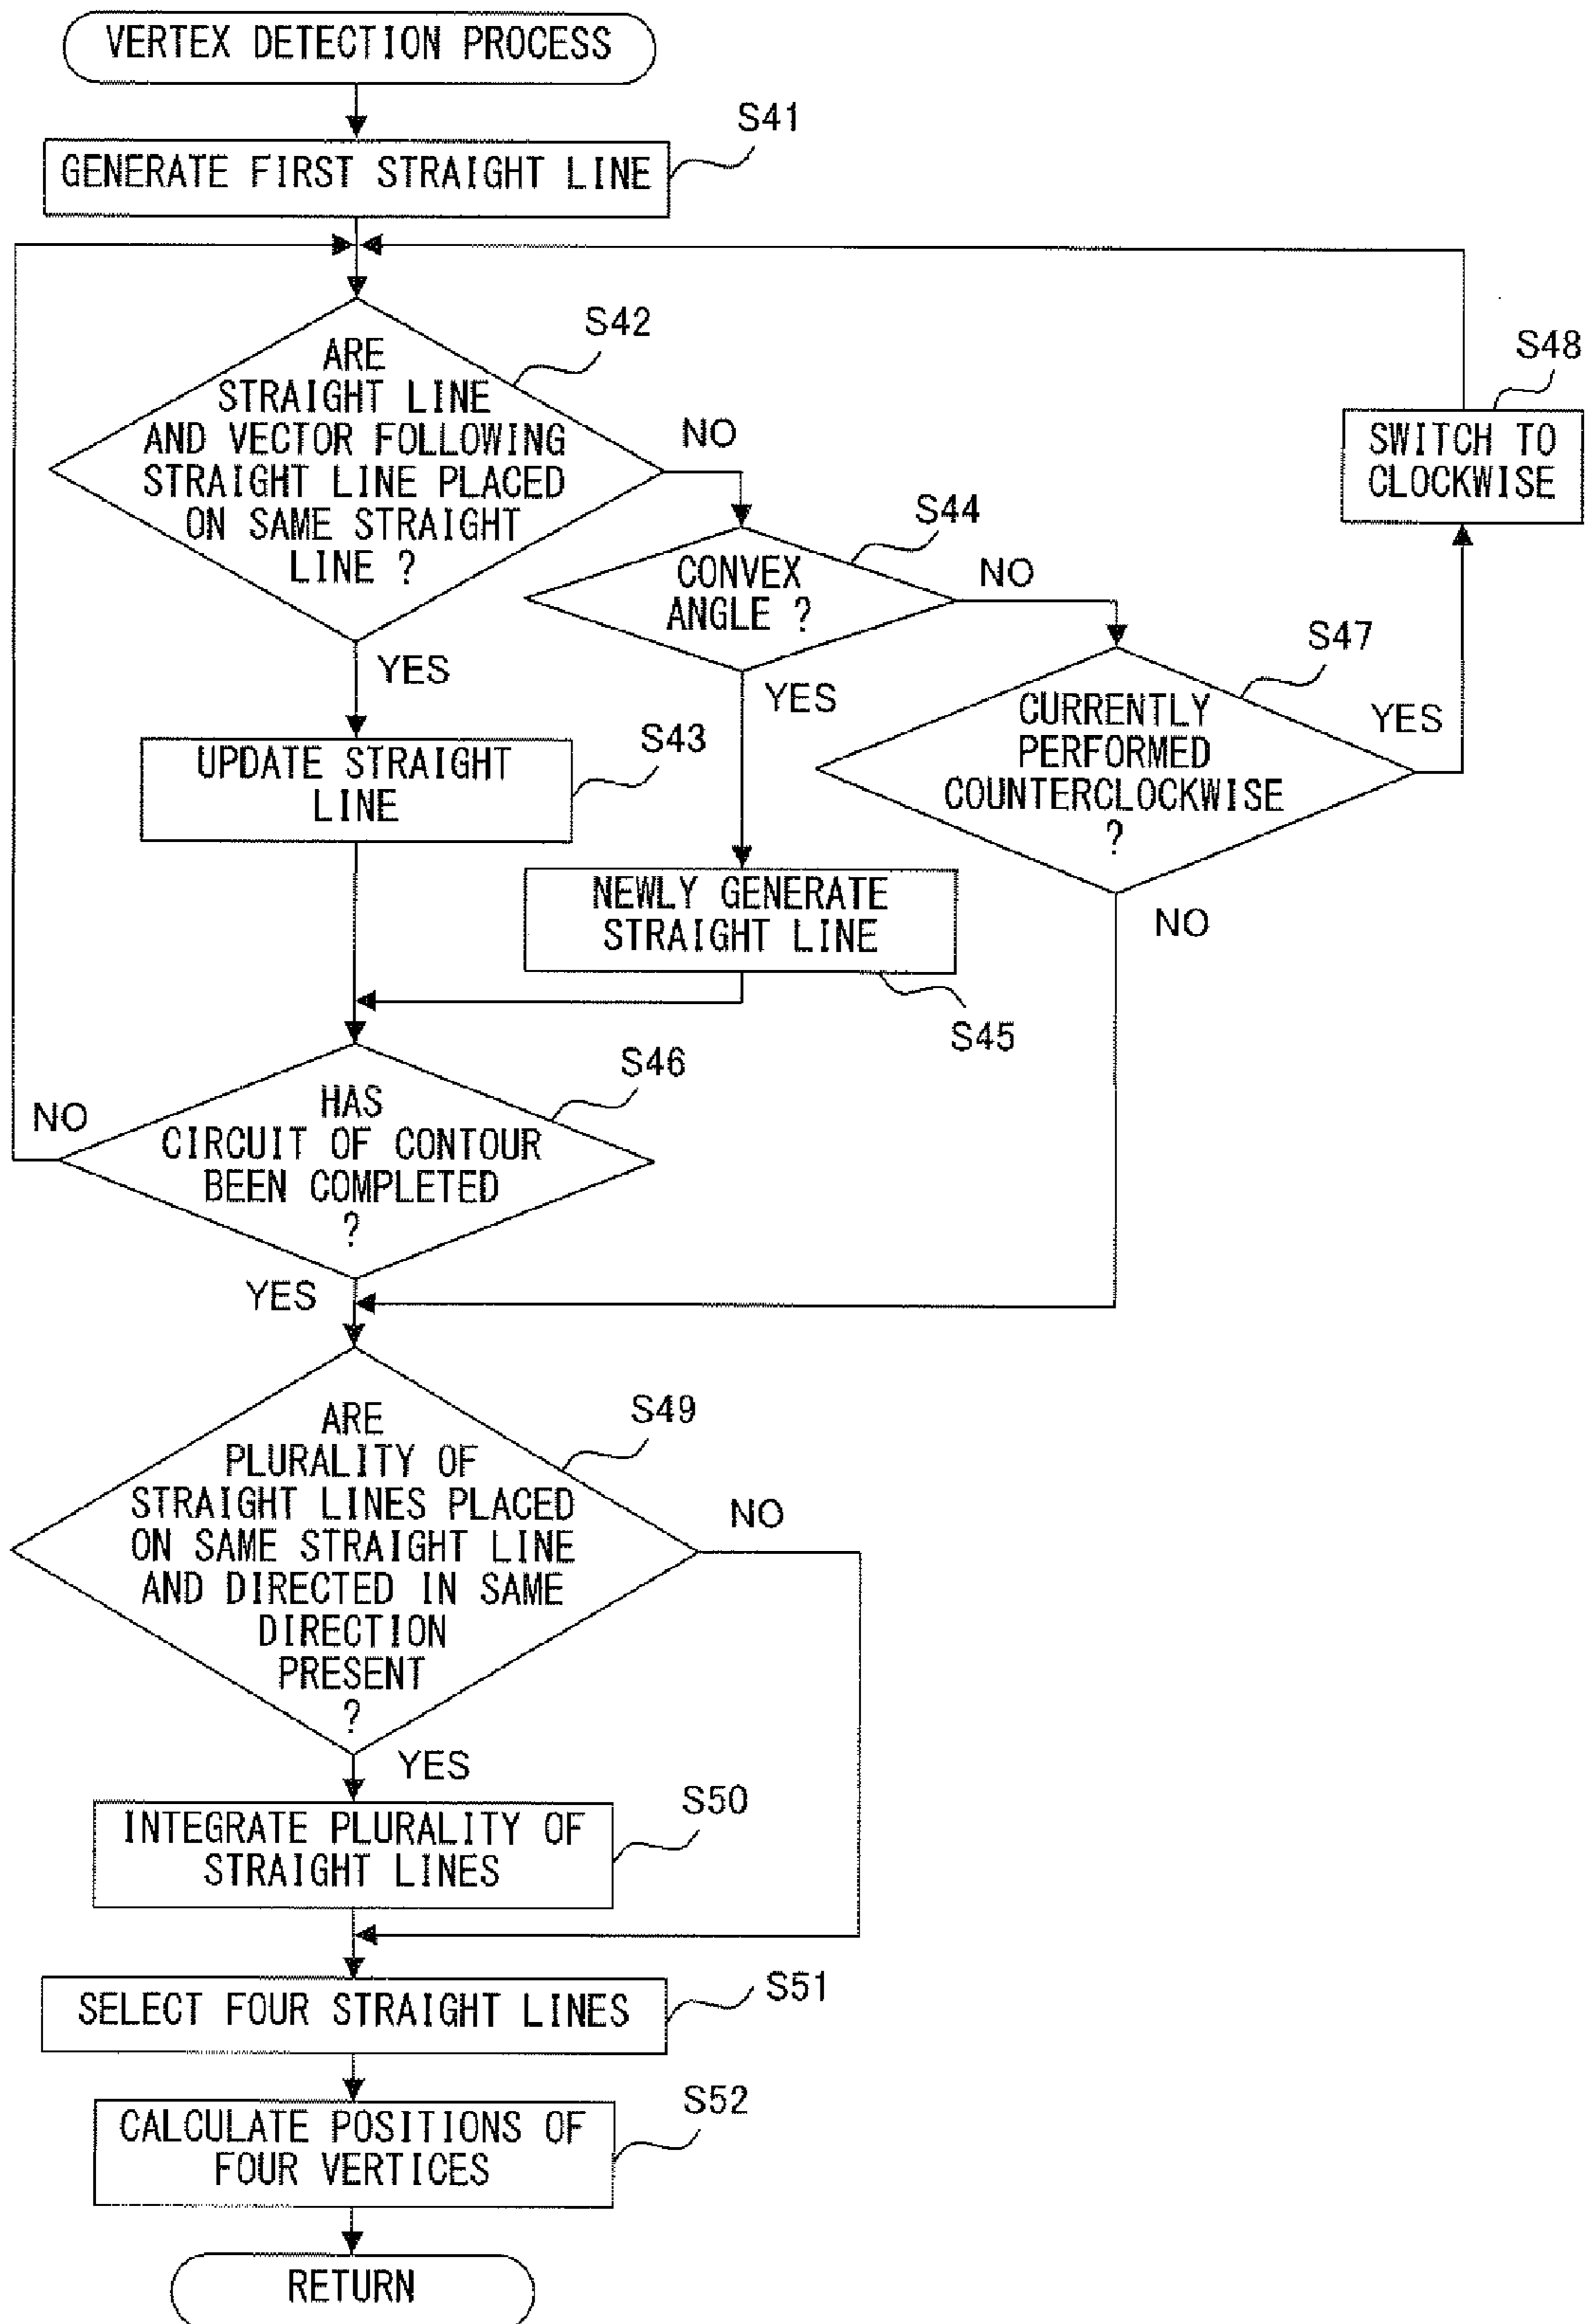 VERTEX DETECTION PROCESS
S41
GENERATE FIRST STRAIGHT LINE
S42
ARE
STRAIGHT LINE
AND VECTOR FOLLOWING
STRAIGHT LINE PLACED
ON SAME STRAIGHT
LINE ?
NO
YES
S48
SWITCH TO
CLOCKWISE
S44
CONVEX
ANGLE ?
NO
YES
S47
CURRENTLY
PERFORMED
COUNTERCLOCKWISE
?
YES
NO
S43
UPDATE STRAIGHT
LINE
NEWLY GENERATE
STRAIGHT LINE
S45
S46
HAS
CIRCUIT OF CONTOUR
BEEN COMPLETED
?
NO
YES
S49
ARE
PLURALITY OF
STRAIGHT LINES PLACED
ON SAME STRAIGHT LINE
AND DIRECTED IN SAME
DIRECTION
PRESENT
?
NO
YES
S50
INTEGRATE PLURALITY OF
STRAIGHT LINES
S51
SELECT FOUR STRAIGHT LINES
S52
CALCULATE POSITIONS OF
FOUR VERTICES
RETURN